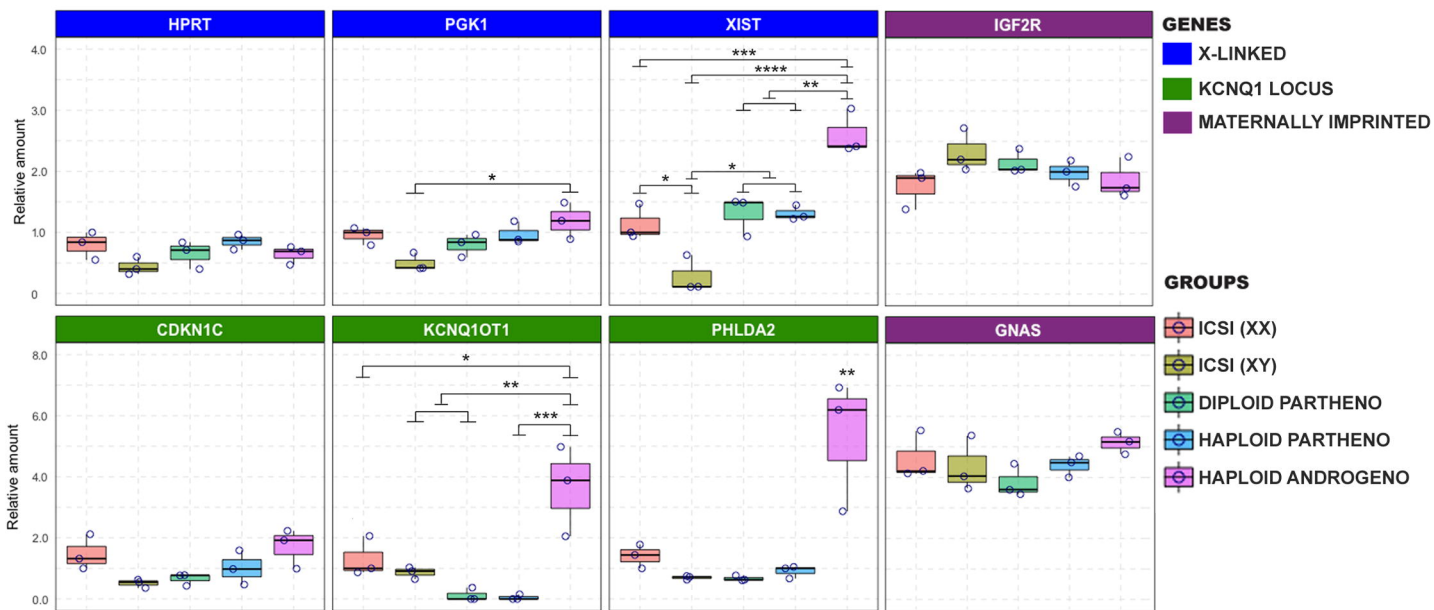 HPRT
PGK1
XIST
IGF2R
GENES
X-LINKED
KCNQ1 LOCUS
MATERNALLY IMPRINTED
Relative amount
4.0
3.0
2.0
1.0
0
*
***
****
**
*
*
CDKN1C
KCNQ1OT1
PHLDA2
GNAS
Relative amount
8.0
6.0
4.0
2.0
0.0
*
**
***
**
GROUPS
ICSI (XX)
ICSI (XY)
DIPLOID PARTHENO
HAPLOID PARTHENO
HAPLOID ANDROGENO